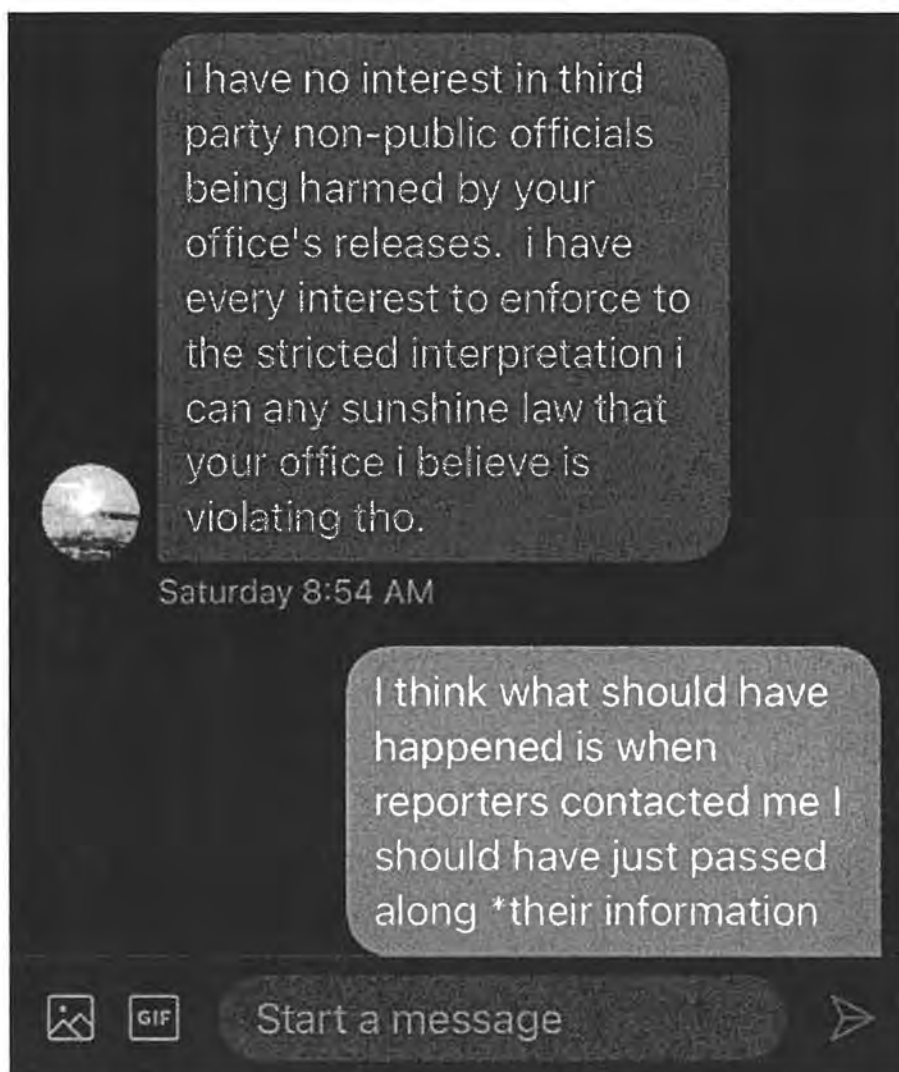 i have no interest in third
party non-public officials
being harmed by your
office's releases.  i have
every interest to enforce to
the stricted interpretation i
can any sunshine law that
your office i believe is
violating tho.
Saturday 8:54 AM
I think what should have
happened is when
reporters contacted me I
should have just passed
along *their information
GIF
Start a message